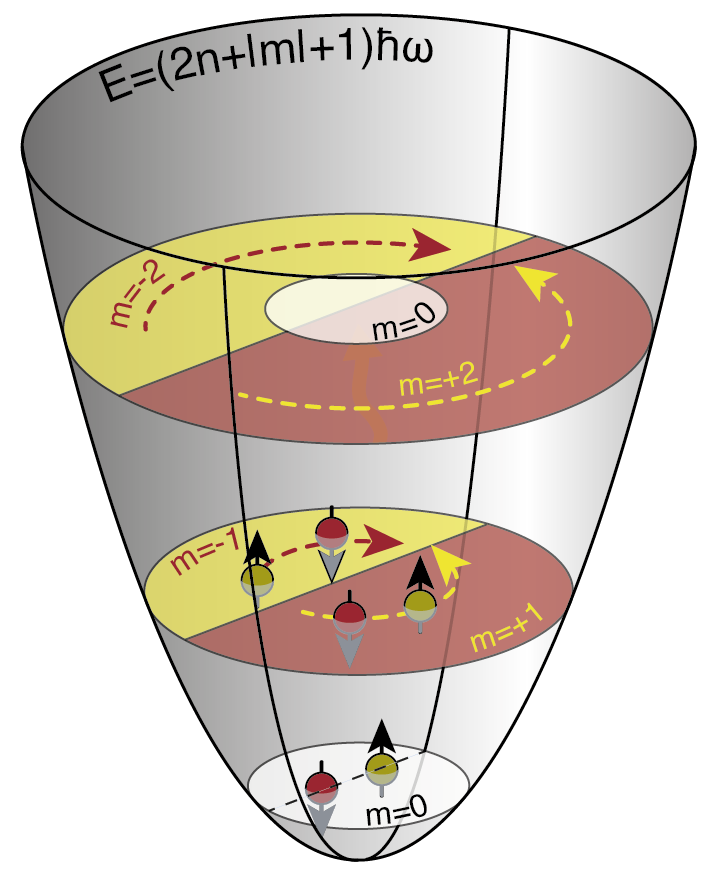 E=(2n+|m|+1)ħω
m=-2
m=0
m=+2
m=-1
m=+1
m=0